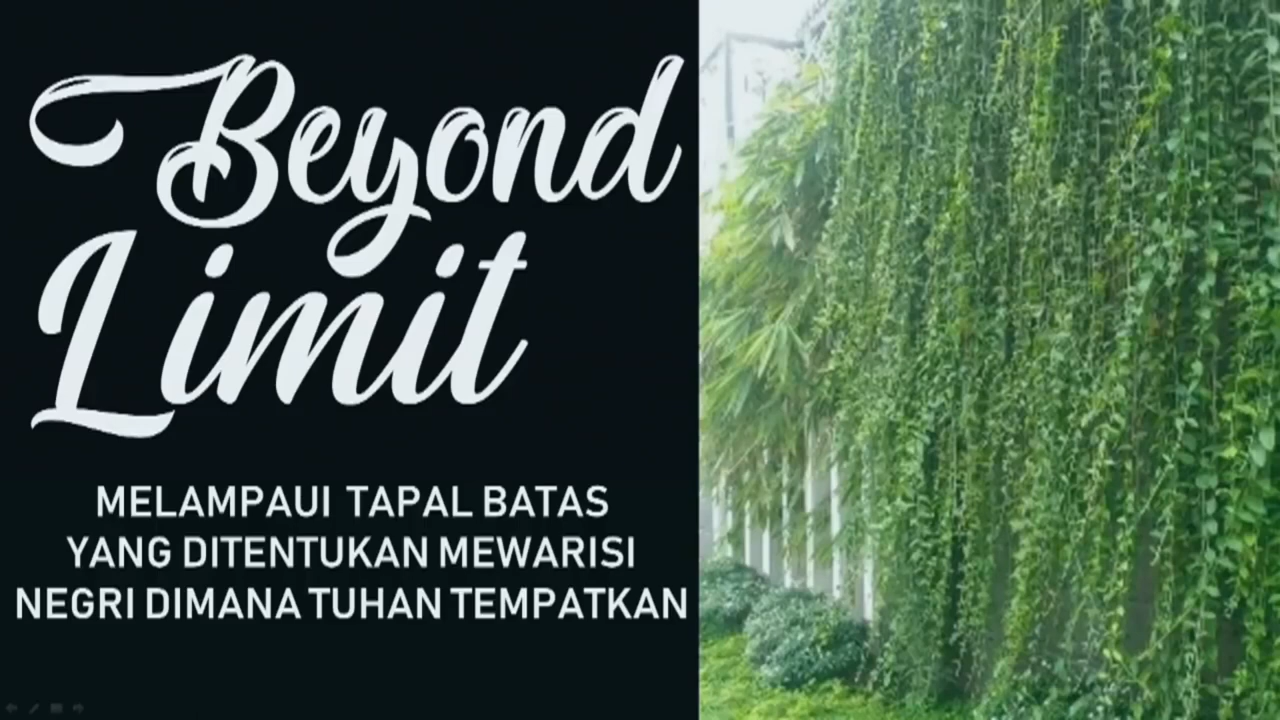 Beyond
Limit
MELAMPAUI TAPAL BATAS
YANG DITENTUKAN MEWARISI
NEGRI DIMANA TUHAN TEMPATKAN